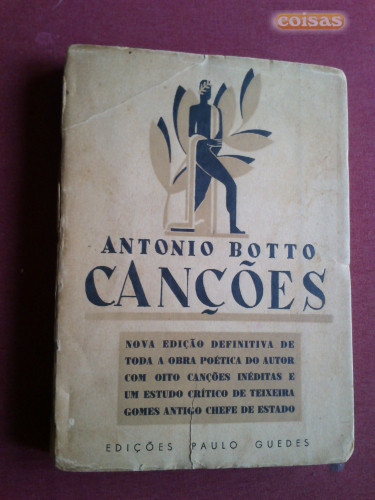 coisas
ANTONIO BOTTO
CANÇÕES
NOVA EDIÇÃO DEFINITIVA DE
TODA A OBRA POÉTICA DO AUTOR
COM OITO CANÇÕES INÉDITAS E
UM ESTUDO CRÍTICO DE TEIXEIRA
GOMES ANTIGO CHEFE DE ESTADO
EDIÇÕES PAULO GUEDES